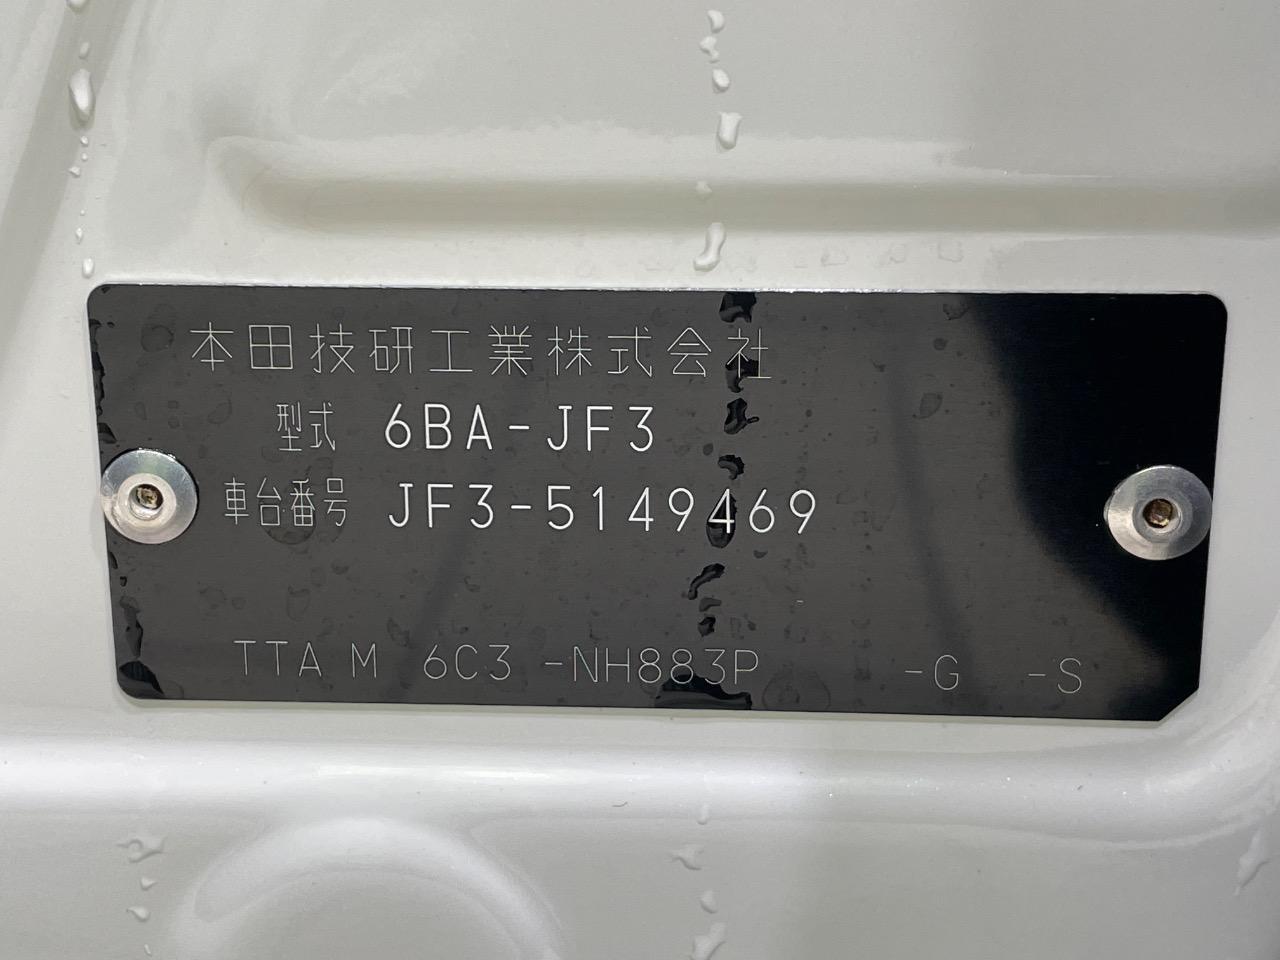 本田技研工業株式会社
型式 6BA-JF3
車台番号 JF3-5149469
TTA M 6C3 -NH883P -G -S